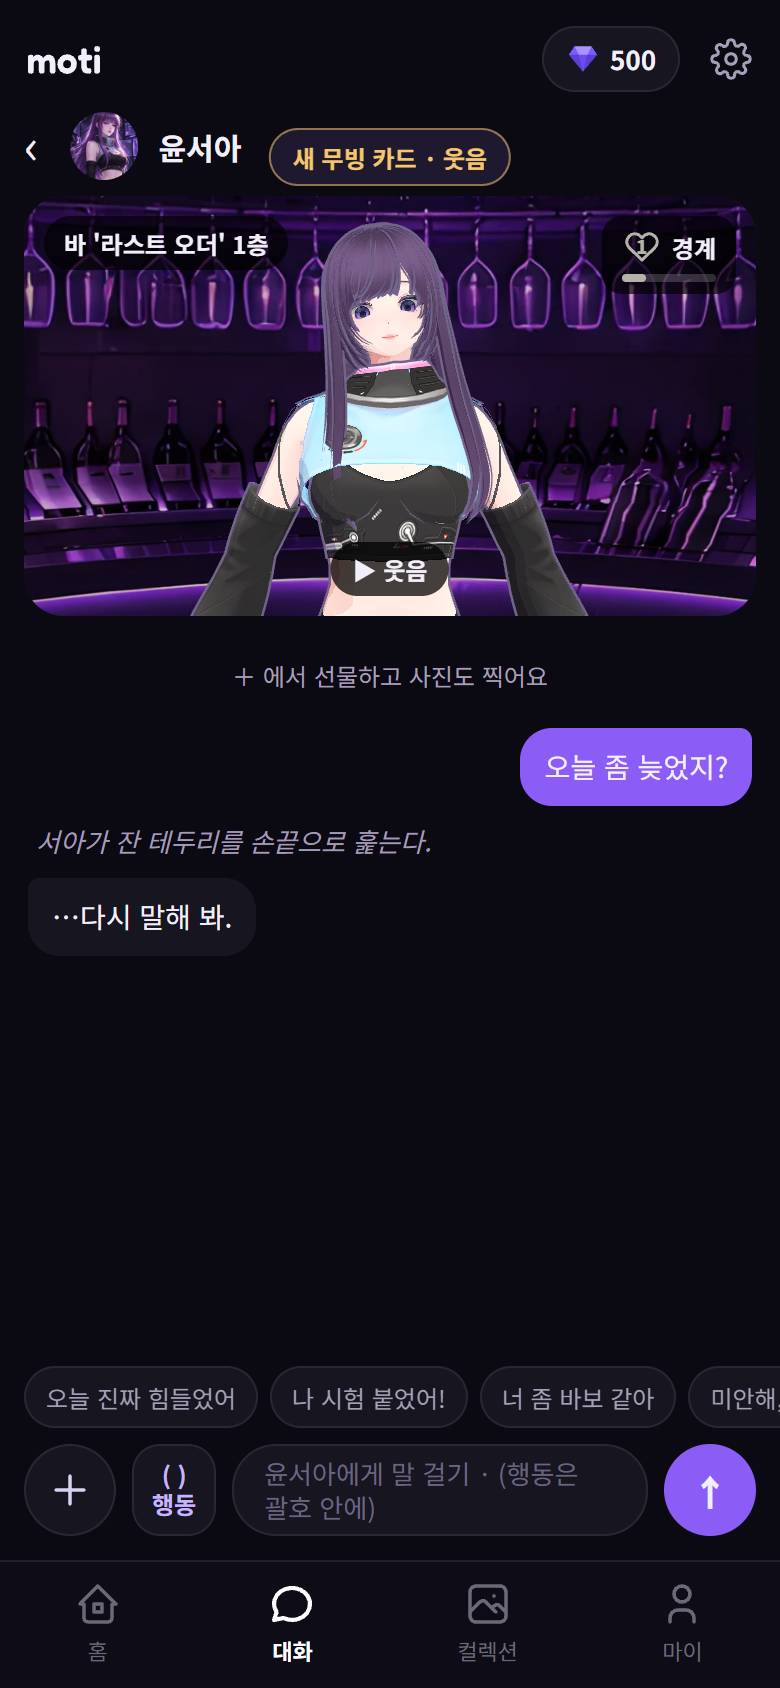 moti
500
윤서아
새 무빙 카드 · 웃음
바 '라스트 오더' 1층
1 경계
▶ 웃음
+ 에서 선물하고 사진도 찍어요
오늘 좀 늦었지?
서아가 잔 테두리를 손끝으로 훑는다.
…다시 말해 봐.
오늘 진짜 힘들었어
나 시험 붙었어!
너 좀 바보 같아
미안해,
( )
행동
윤서아에게 말 걸기 · (행동은
괄호 안에)
홈
대화
컬렉션
마이